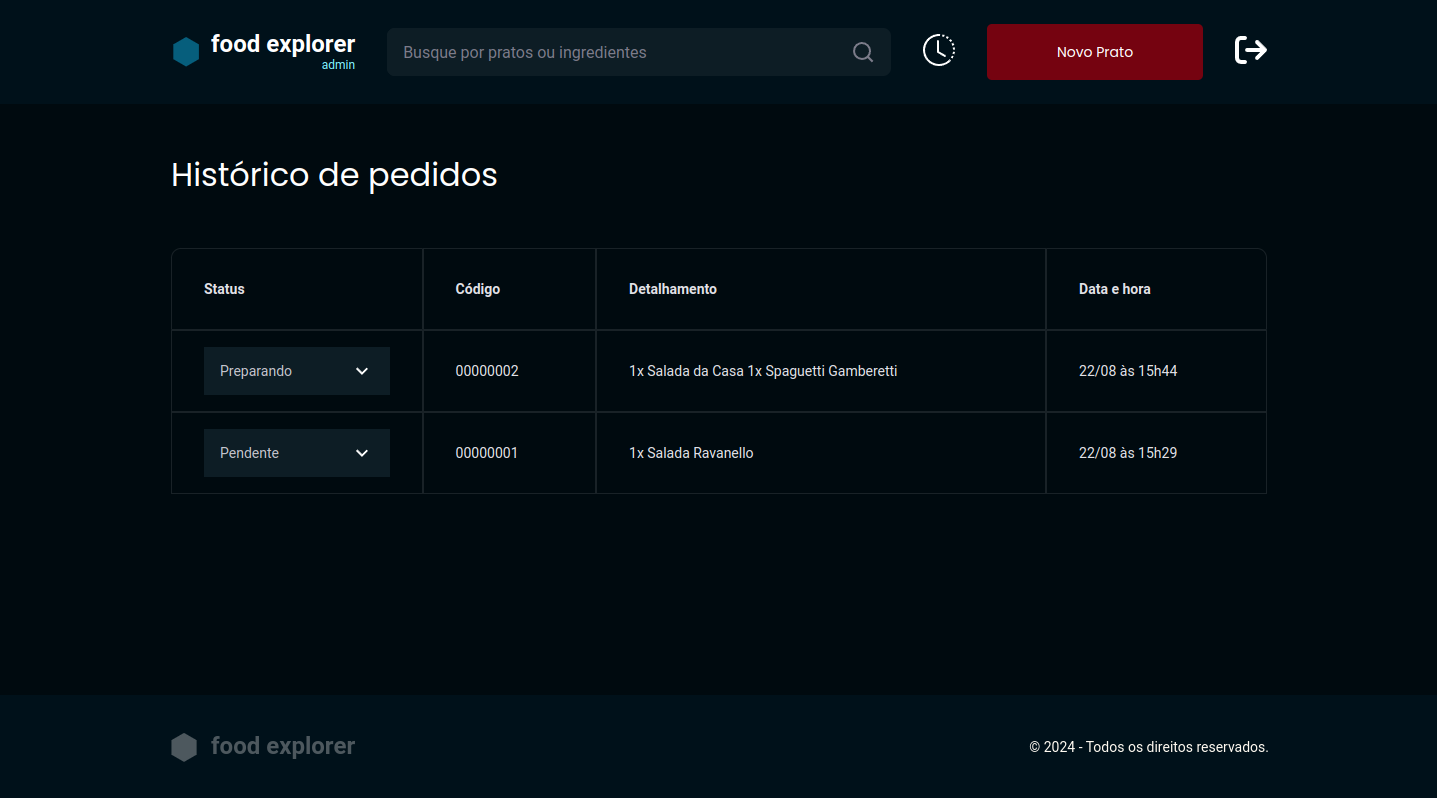 food explorer
admin
Busque por pratos ou ingredientes
Novo Prato
Histórico de pedidos
Status Código Detalhamento Data e hora
Preparando 00000002 1x Salada da Casa 1x Spaguetti Gamberetti 22/08 às 15h44
Pendente 00000001 1x Salada Ravanello 22/08 às 15h29
food explorer
© 2024 - Todos os direitos reservados.